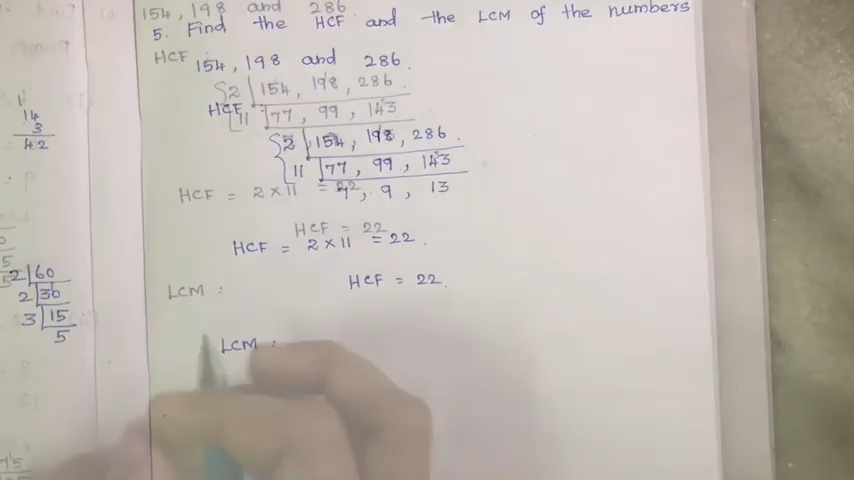 154, 198 and 286
5. Find the HCF and the LCM of the numbers
HCF :
154, 198 and 286.
2 | 154, 198, 286
HCF :
11 | 77, 99, 143
2 | 154, 198, 286.
11 | 77, 99, 143
7, 9, 13
HCF = 2 × 11 = 22
HCF = 22
HCF = 2 × 11 = 22.
HCF = 22.
LCM :
LCM :
14
3
42
2 | 60
2 | 30
3 | 15
5